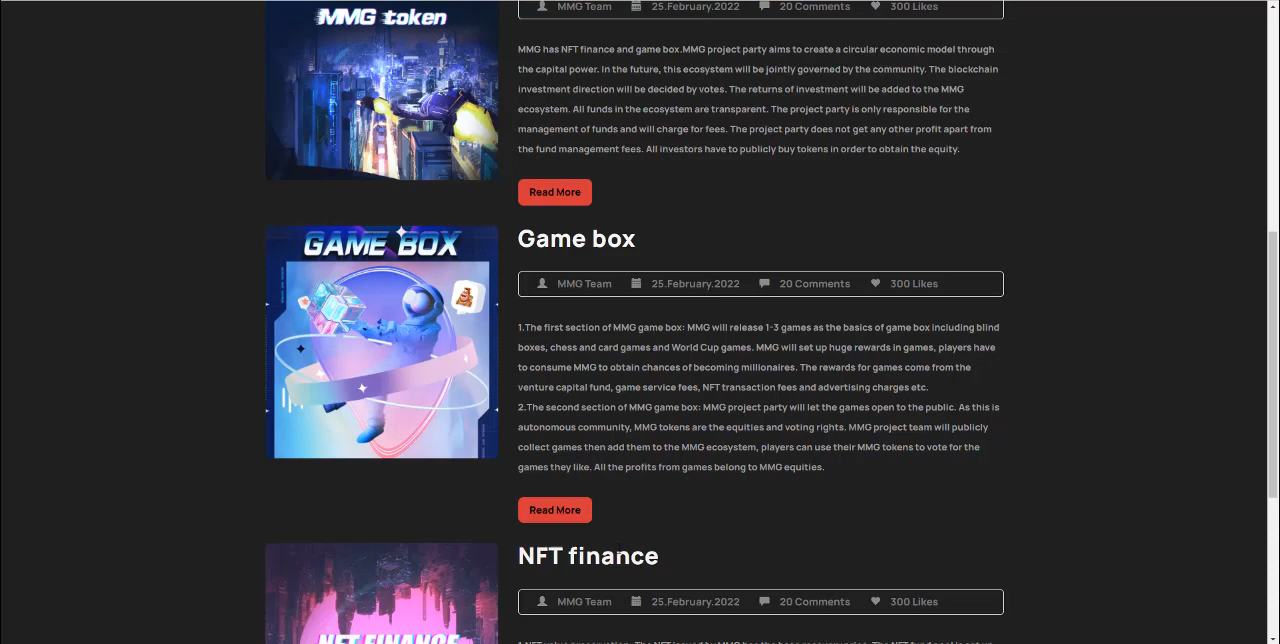 MMG token
MMG Team 25.February.2022 20 Comments 300 Likes
MMG has NFT finance and game box.MMG project party aims to create a circular economic model through
the capital power. In the future, this ecosystem will be jointly governed by the community. The blockchain
investment direction will be decided by votes. The returns of investment will be added to the MMG
ecosystem. All funds in the ecosystem are transparent. The project party is only responsible for the
management of funds and will charge for fees. The project party does not get any other profit apart from
the fund management fees. All investors have to publicly buy tokens in order to obtain the equity.
Read More
GAME BOX
Game box
MMG Team 25.February.2022 20 Comments 300 Likes
1.The first section of MMG game box: MMG will release 1-3 games as the basics of game box including blind
boxes, chess and card games and World Cup games. MMG will set up huge rewards in games, players have
to consume MMG to obtain chances of becoming millionaires. The rewards for games come from the
venture capital fund, game service fees, NFT transaction fees and advertising charges etc.
2.The second section of MMG game box: MMG project party will let the games open to the public. As this is
autonomous community, MMG tokens are the equities and voting rights. MMG project team will publicly
collect games then add them to the MMG ecosystem, players can use their MMG tokens to vote for the
games they like. All the profits from games belong to MMG equities.
Read More
NFT FINANCE
NFT finance
MMG Team 25.February.2022 20 Comments 300 Likes